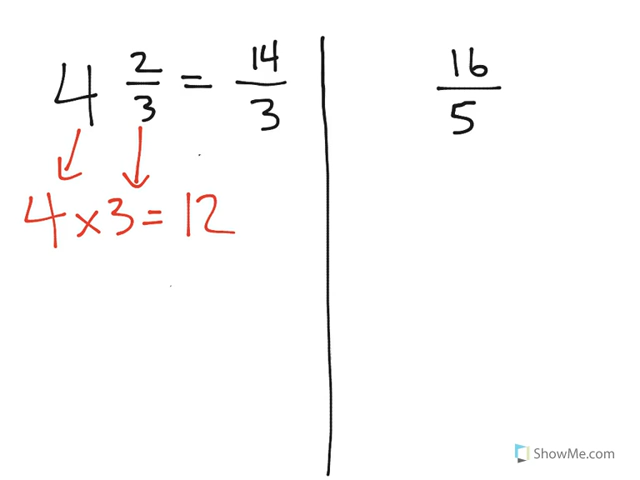 4 2/3 = 14/3
4 x 3 = 12
16/5
ShowMe.com